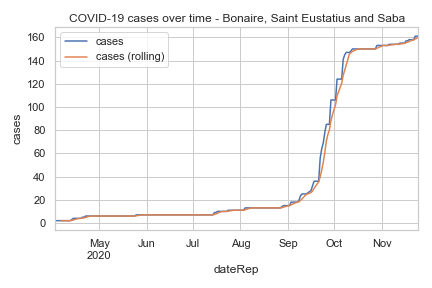 COVID-19 cases over time - Bonaire, Saint Eustatius and Saba
cases
cases (rolling)
160
140
120
100
80
60
40
20
0
cases
May
2020
Jun
Jul
Aug
Sep
Oct
Nov
dateRep